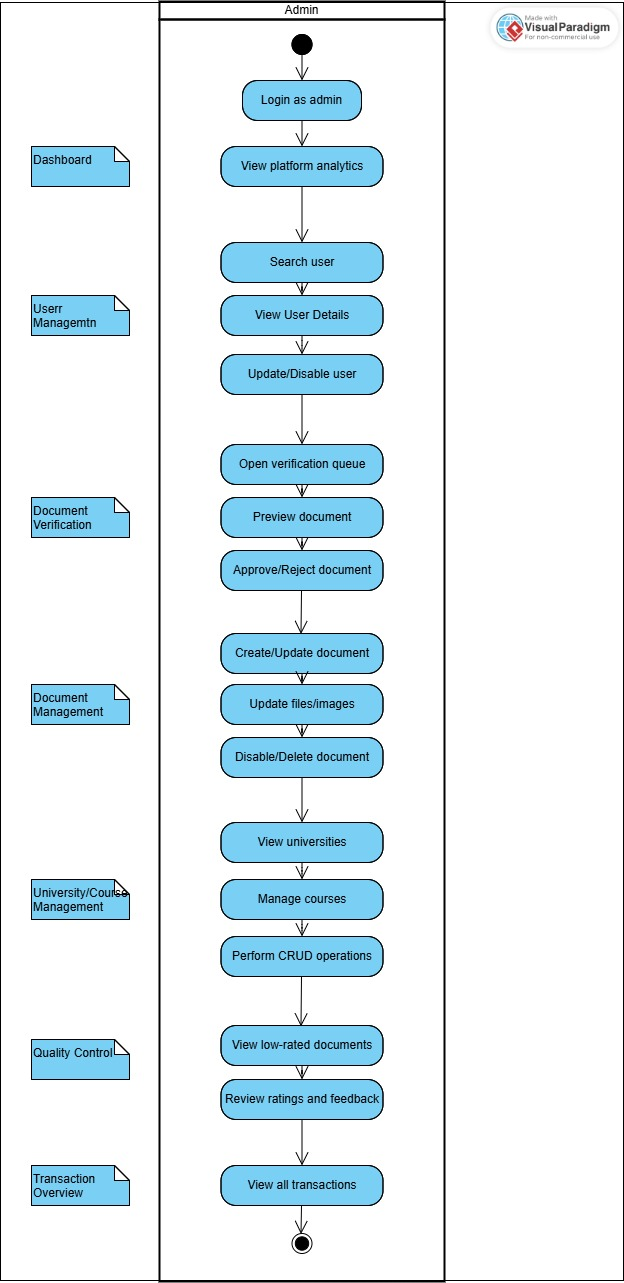 Admin
Made with
VisualParadigm
For non-commercial use
Login as admin
Dashboard
View platform analytics
Search user
Userr
Managemtn
View User Details
Update/Disable user
Open verification queue
Document
Verification
Preview document
Approve/Reject document
Create/Update document
Document
Management
Update files/images
Disable/Delete document
View universities
University/Course
Management
Manage courses
Perform CRUD operations
View low-rated documents
Quality Control
Review ratings and feedback
Transaction
Overview
View all transactions